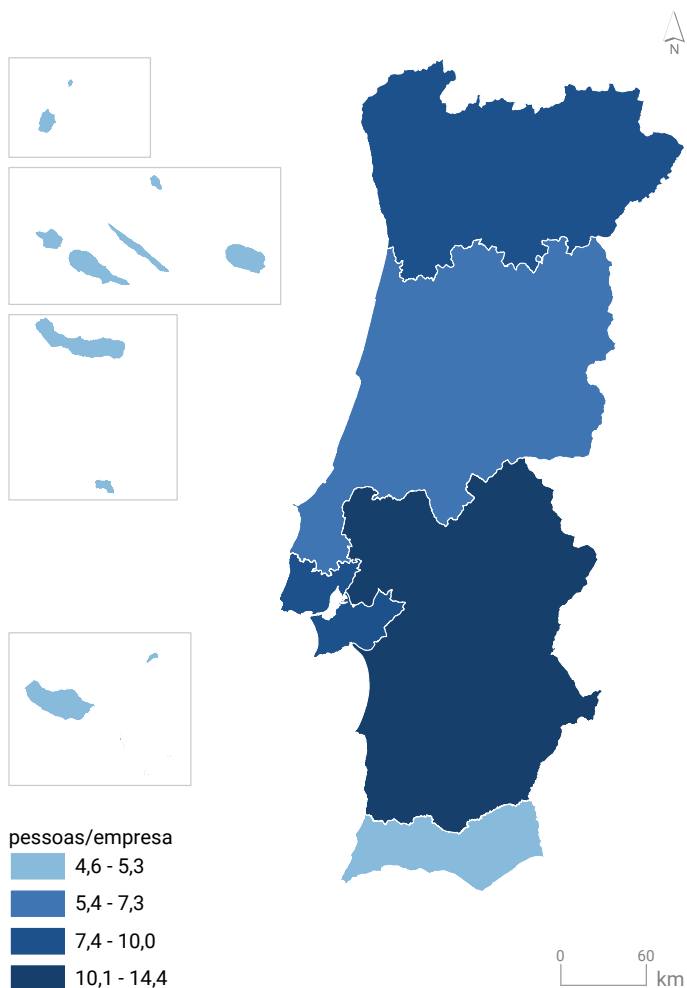 N
pessoas/empresa
4,6 - 5,3
5,4 - 7,3
7,4 - 10,0
10,1 - 14,4
0 60
km